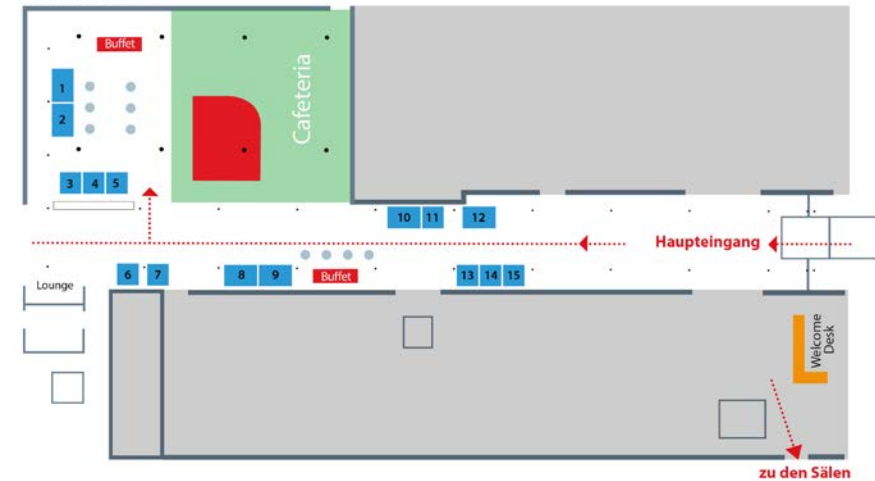 Buffet
Cafeteria
1
2
3 4 5
10 11 12
Haupteingang
6 7 8 9 Buffet 13 14 15
Lounge
Welcome
Desk
zu den Sälen